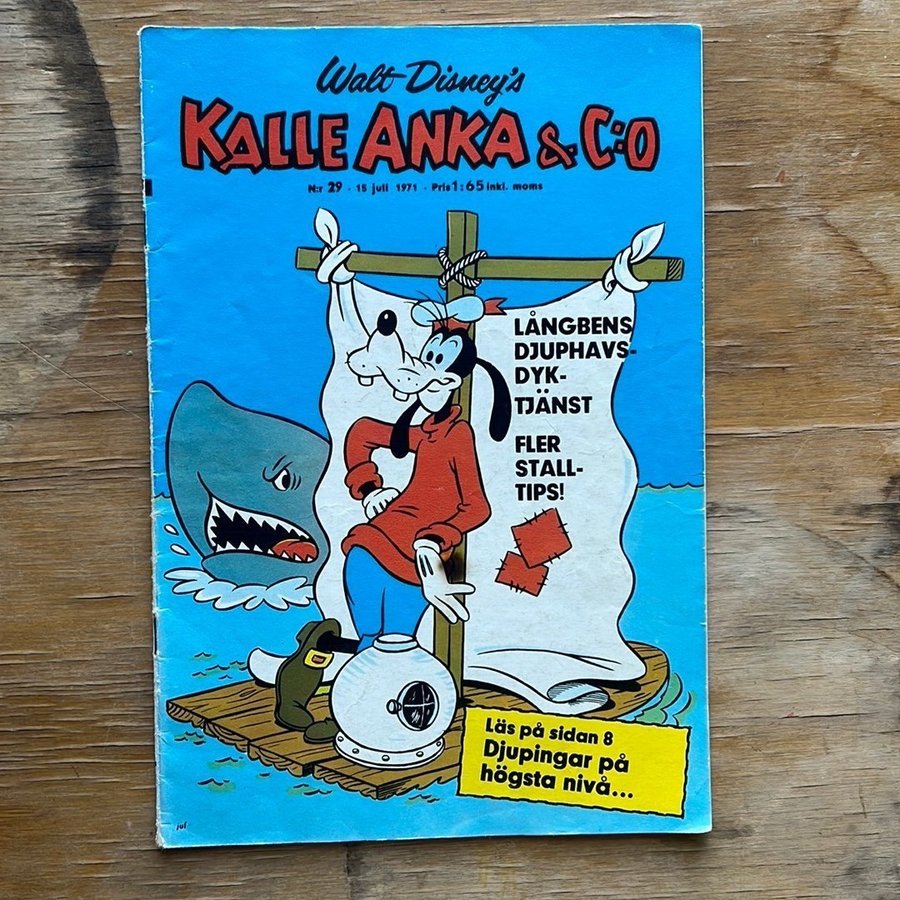 Walt Disney's
KALLE ANKA & C:O
N:r 29 · 15 juli 1971 · Pris 1:65 inkl. moms
LÅNGBENS
DJUPHAVS-
DYK-
TJÄNST
FLER
STALL-
TIPS!
Läs på sidan 8
Djupingar på
högsta nivå...
jul